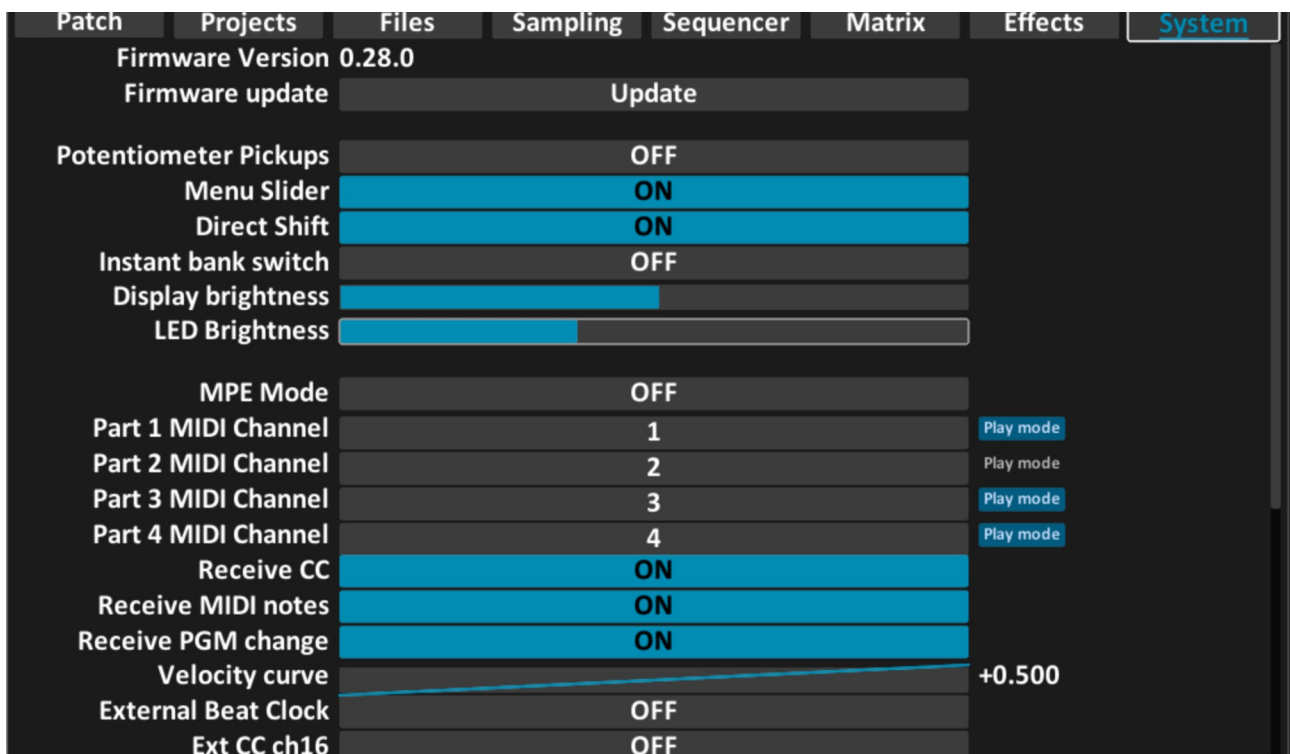 Patch Projects Files Sampling Sequencer Matrix Effects System
Firmware Version 0.28.0
Firmware update Update
Potentiometer Pickups OFF
Menu Slider ON
Direct Shift ON
Instant bank switch OFF
Display brightness
LED Brightness
MPE Mode OFF
Part 1 MIDI Channel 1 Play mode
Part 2 MIDI Channel 2 Play mode
Part 3 MIDI Channel 3 Play mode
Part 4 MIDI Channel 4 Play mode
Receive CC ON
Receive MIDI notes ON
Receive PGM change ON
Velocity curve +0.500
External Beat Clock OFF
Ext CC ch16 OFF